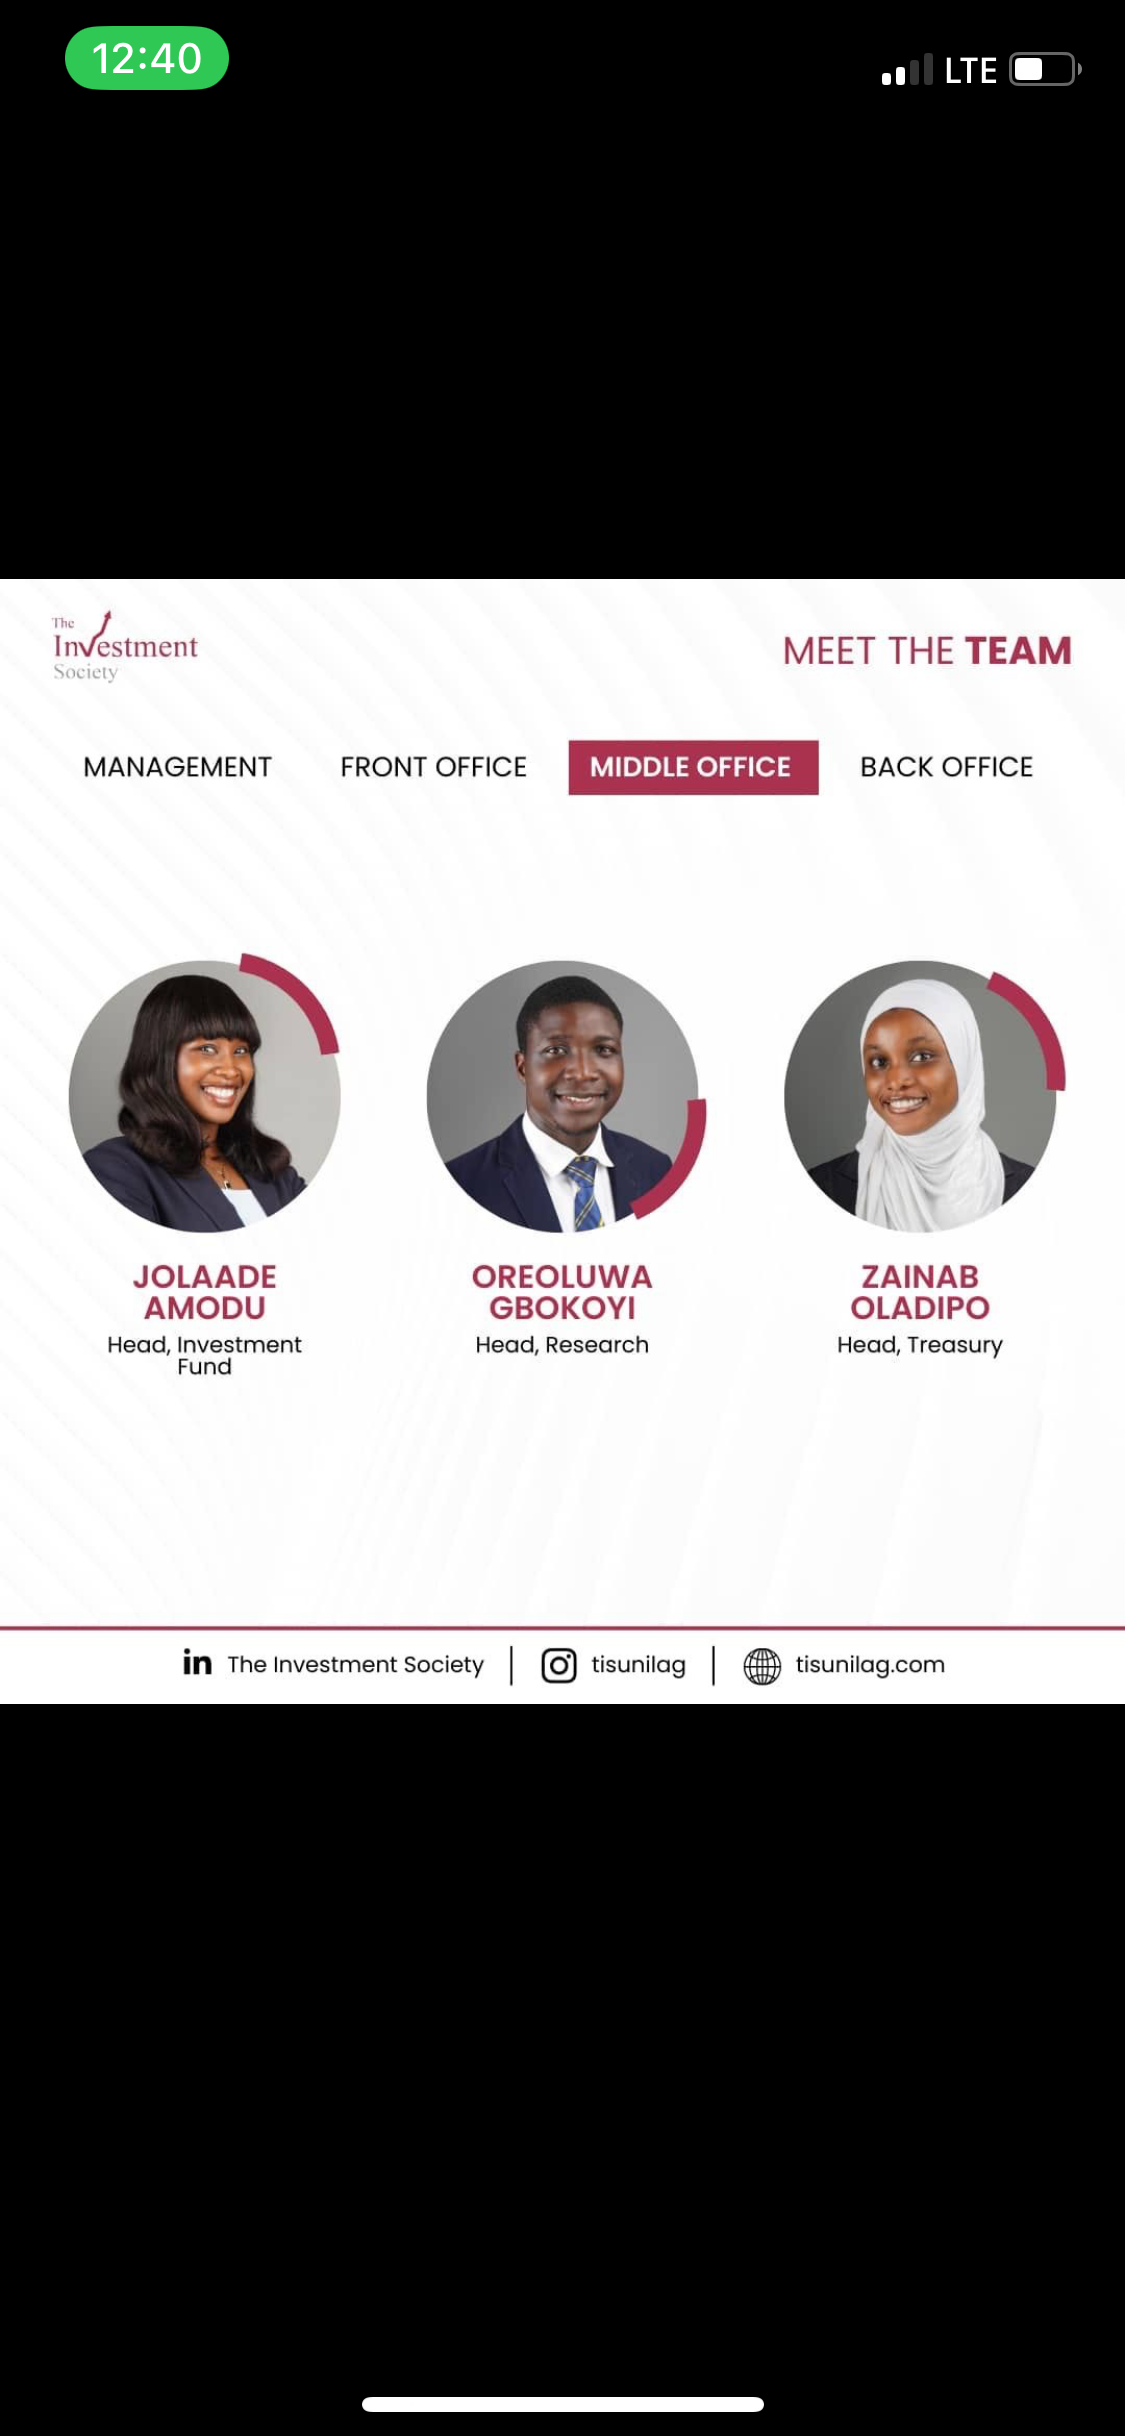 12:40
LTE
The
Investment
Society
MEET THE TEAM
MANAGEMENT FRONT OFFICE MIDDLE OFFICE BACK OFFICE
JOLAADE
AMODU
Head, Investment
Fund
OREOLUWA
GBOKOYI
Head, Research
ZAINAB
OLADIPO
Head, Treasury
in The Investment Society | tisunilag | tisunilag.com